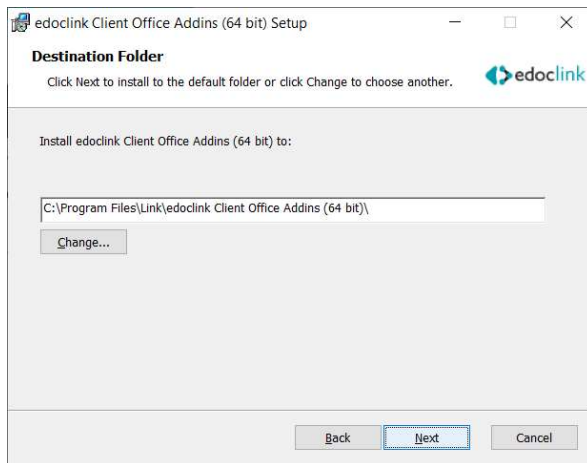 edoclink Client Office Addins (64 bit) Setup
Destination Folder
Click Next to install to the default folder or click Change to choose another.
edoclink
Install edoclink Client Office Addins (64 bit) to:
C:\Program Files\Link\edoclink Client Office Addins (64 bit)\
Change...
Back Next Cancel